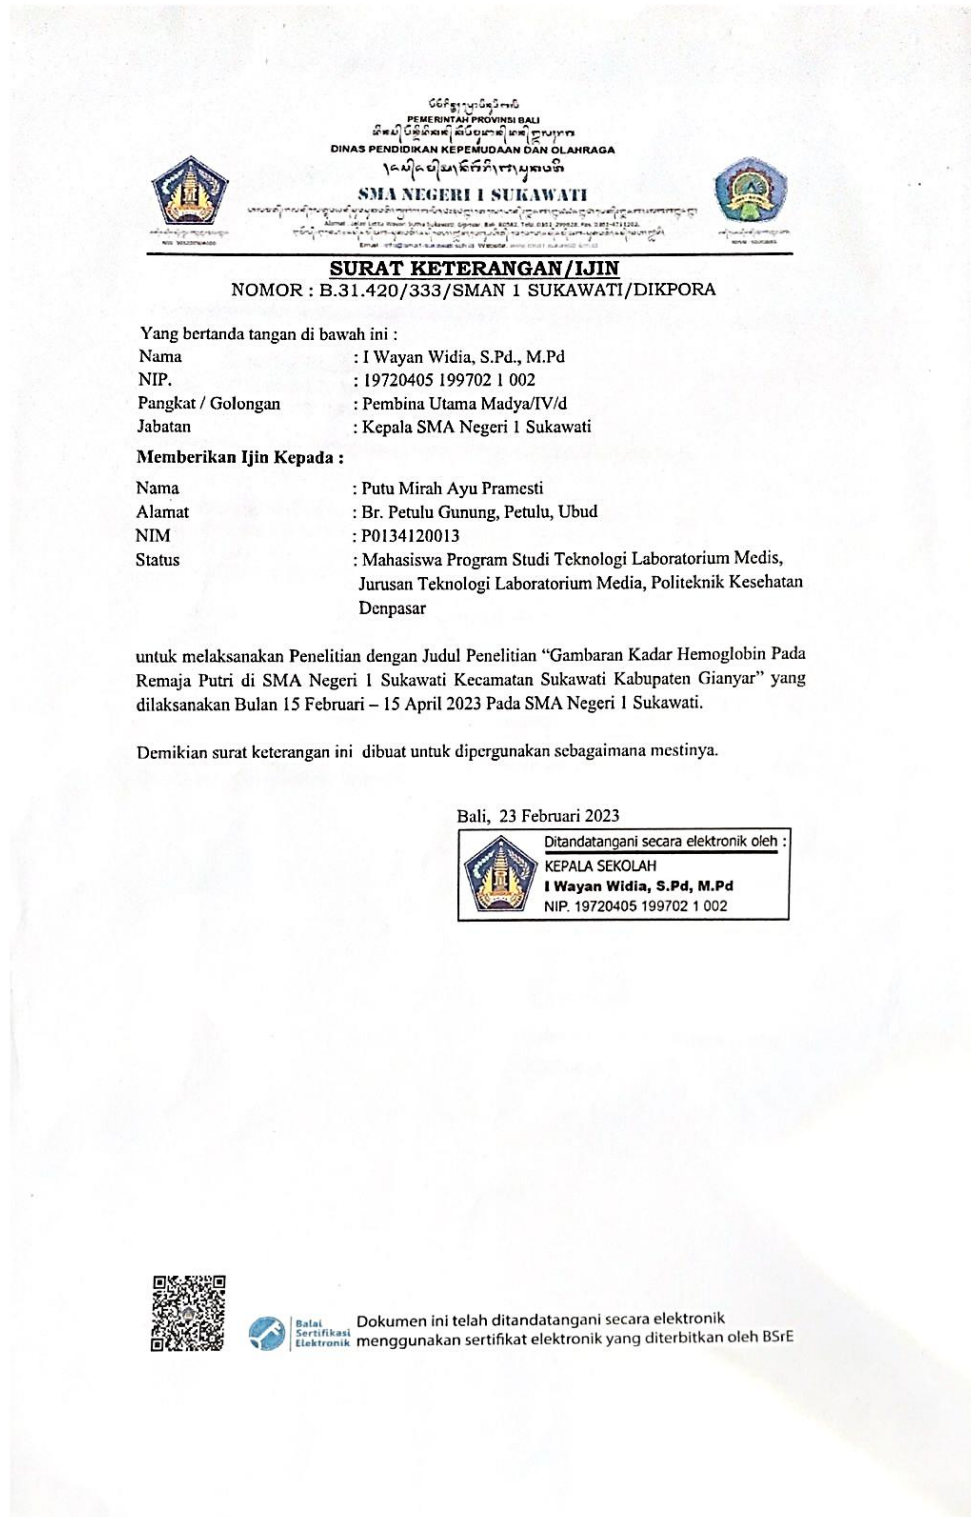 PEMERINTAH PROVINSI BALI
DINAS PENDIDIKAN KEPEMUDAAN DAN OLAHRAGA
SMA NEGERI 1 SUKAWATI
SURAT KETERANGAN/IJIN
NOMOR : B.31.420/333/SMAN 1 SUKAWATI/DIKPORA
Yang bertanda tangan di bawah ini :
Nama : I Wayan Widia, S.Pd., M.Pd
NIP. : 19720405 199702 1 002
Pangkat / Golongan : Pembina Utama Madya/IV/d
Jabatan : Kepala SMA Negeri 1 Sukawati
Memberikan Ijin Kepada :
Nama : Putu Mirah Ayu Pramesti
Alamat : Br. Petulu Gunung, Petulu, Ubud
NIM : P0134120013
Status : Mahasiswa Program Studi Teknologi Laboratorium Medis,
Jurusan Teknologi Laboratorium Media, Politeknik Kesehatan
Denpasar
untuk melaksanakan Penelitian dengan Judul Penelitian “Gambaran Kadar Hemoglobin Pada
Remaja Putri di SMA Negeri 1 Sukawati Kecamatan Sukawati Kabupaten Gianyar” yang
dilaksanakan Bulan 15 Februari – 15 April 2023 Pada SMA Negeri 1 Sukawati.
Demikian surat keterangan ini dibuat untuk dipergunakan sebagaimana mestinya.
Bali, 23 Februari 2023
Ditandatangani secara elektronik oleh :
KEPALA SEKOLAH
I Wayan Widia, S.Pd, M.Pd
NIP. 19720405 199702 1 002
Balai
Sertifikasi
Elektronik
Dokumen ini telah ditandatangani secara elektronik
menggunakan sertifikat elektronik yang diterbitkan oleh BSrE